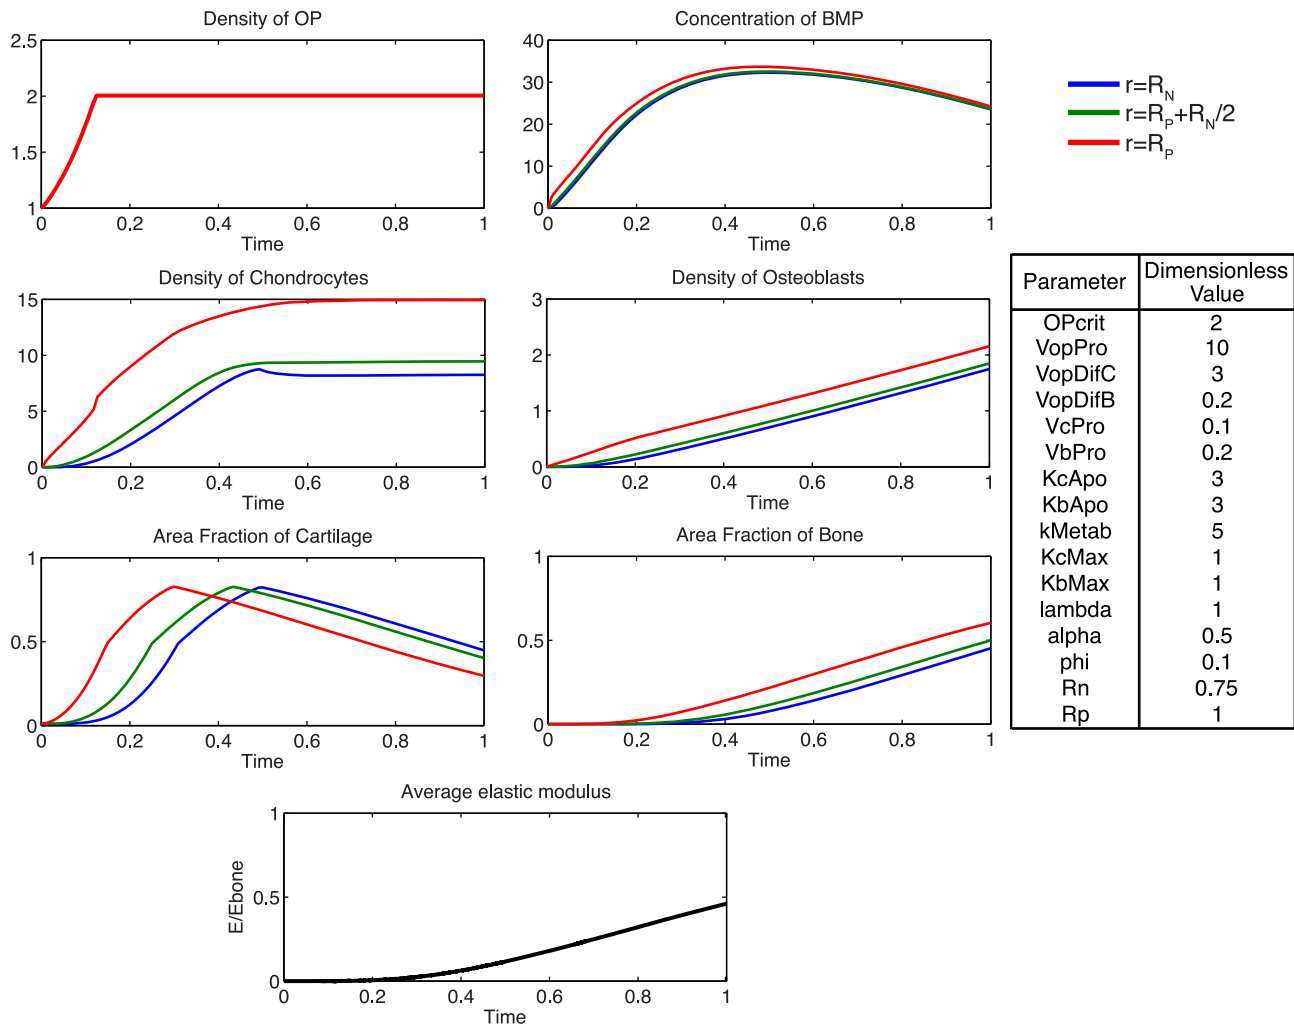 Density of OP
2.5
2
1.5
1
0 0.2 0.4 0.6 0.8 1
Time
Concentration of BMP
40
30
20
10
0
0 0.2 0.4 0.6 0.8 1
Time
r=R_N
r=R_P+R_N/2
r=R_P
Density of Chondrocytes
15
10
5
0
0 0.2 0.4 0.6 0.8 1
Time
Density of Osteoblasts
3
2
1
0
0 0.2 0.4 0.6 0.8 1
Time
Area Fraction of Cartilage
1
0.5
0
0 0.2 0.4 0.6 0.8 1
Time
Area Fraction of Bone
1
0.5
0
0 0.2 0.4 0.6 0.8 1
Time
Parameter Dimensionless
Value
OPcrit 2
VopPro 10
VopDifC 3
VopDifB 0.2
VcPro 0.1
VbPro 0.2
KcApo 3
KbApo 3
kMetab 5
KcMax 1
KbMax 1
lambda 1
alpha 0.5
phi 0.1
Rn 0.75
Rp 1
Average elastic modulus
E/Ebone
1
0.5
0
0 0.2 0.4 0.6 0.8 1
Time